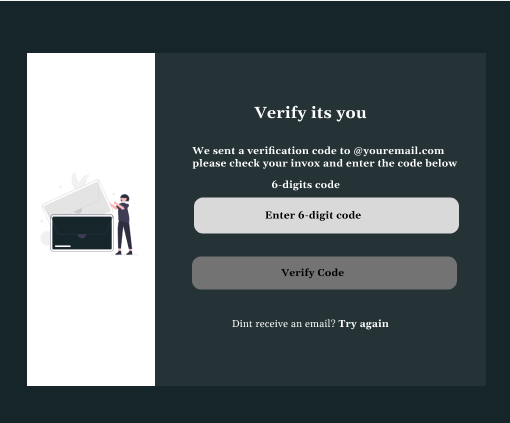 Verify its you
We sent a verification code to @youremail.com
please check your invox and enter the code below
6-digits code
Enter 6-digit code
Verify Code
Dint receive an email? Try again